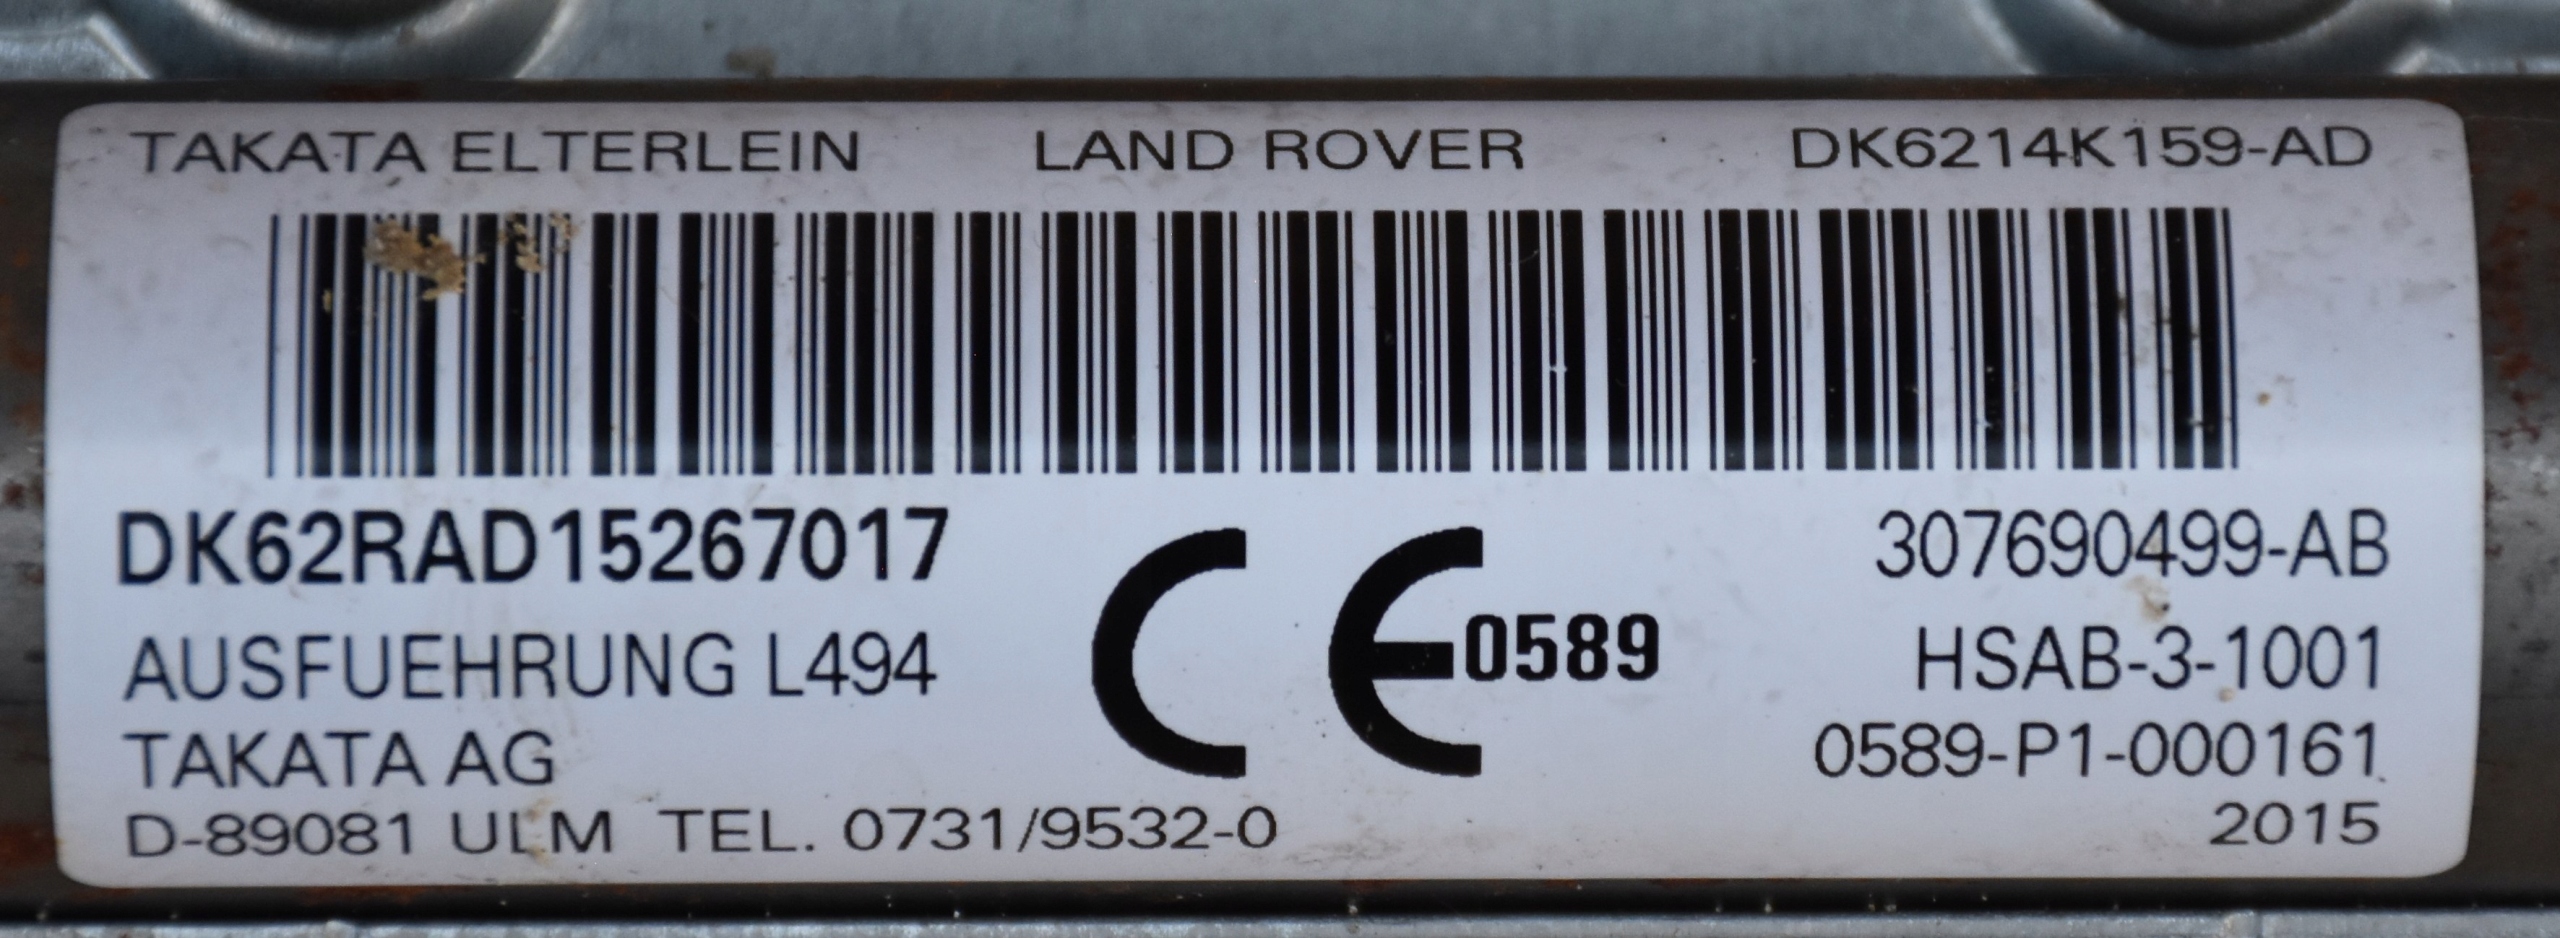 TAKATA ELTERLEIN LAND ROVER DK6214K159-AD
DK62RAD15267017
307690499-AB
CE 0589
AUSFUEHRUNG L494
HSAB-3-1001
TAKATA AG
0589-P1-000161
D-89081 ULM TEL. 0731/9532-0
2015